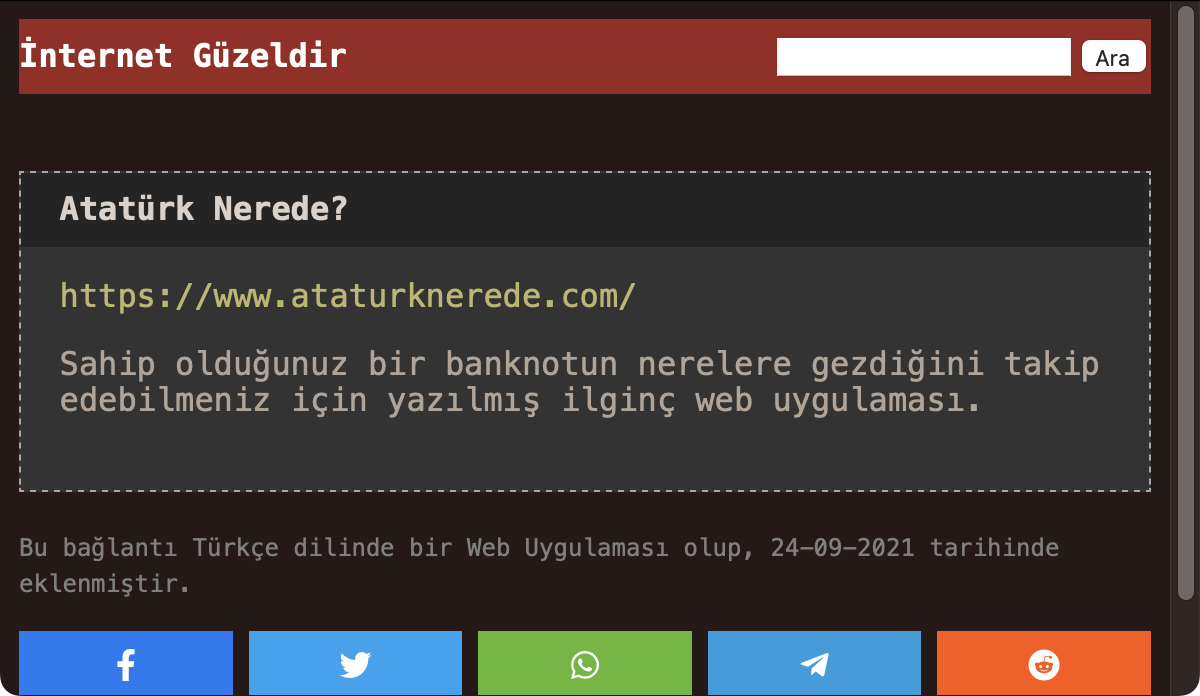 İnternet Güzeldir
Ara
Atatürk Nerede?
https://www.ataturknerede.com/
Sahip olduğunuz bir banknotun nerelere gezdiğini takip
edebilmeniz için yazılmış ilginç web uygulaması.
Bu bağlantı Türkçe dilinde bir Web Uygulaması olup, 24-09-2021 tarihinde
eklenmiştir.